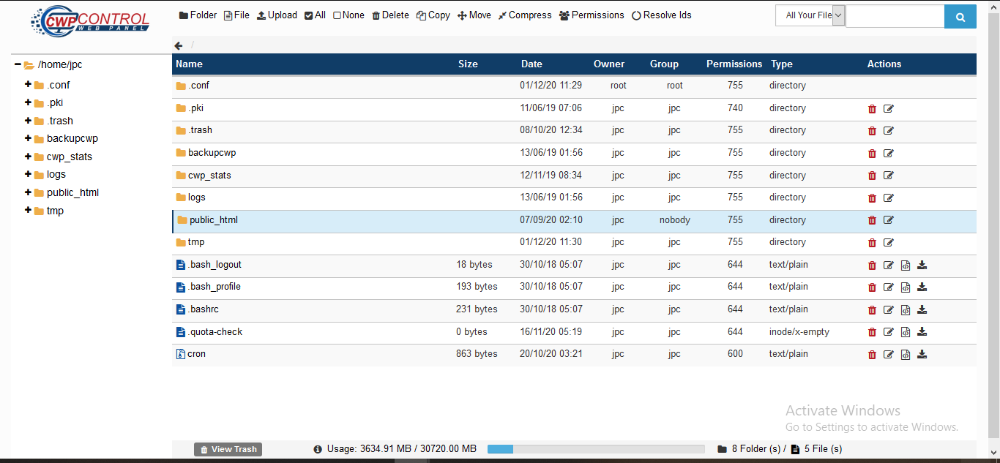 CWP CONTROL
WEB PANEL
Folder File Upload All None Delete Copy Move Compress Permissions Resolve Ids
All Your File
/
/home/jpc
.conf
.pki
.trash
backupcwp
cwp_stats
logs
public_html
tmp
Name Size Date Owner Group Permissions Type Actions
.conf 01/12/20 11:29 root root 755 directory
.pki 11/06/19 07:06 jpc jpc 740 directory
.trash 08/10/20 12:34 jpc jpc 755 directory
backupcwp 13/06/19 01:56 jpc jpc 755 directory
cwp_stats 12/11/19 08:34 jpc jpc 755 directory
logs 13/06/19 01:56 jpc jpc 755 directory
public_html 07/09/20 02:10 jpc nobody 755 directory
tmp 01/12/20 11:30 jpc jpc 755 directory
.bash_logout 18 bytes 30/10/18 05:07 jpc jpc 644 text/plain
.bash_profile 193 bytes 30/10/18 05:07 jpc jpc 644 text/plain
.bashrc 231 bytes 30/10/18 05:07 jpc jpc 644 text/plain
.quota-check 0 bytes 16/11/20 05:19 jpc jpc 644 inode/x-empty
cron 863 bytes 20/10/20 03:21 jpc jpc 600 text/plain
Activate Windows
Go to Settings to activate Windows.
View Trash Usage: 3634.91 MB / 30720.00 MB 8 Folder (s) / 5 File (s)